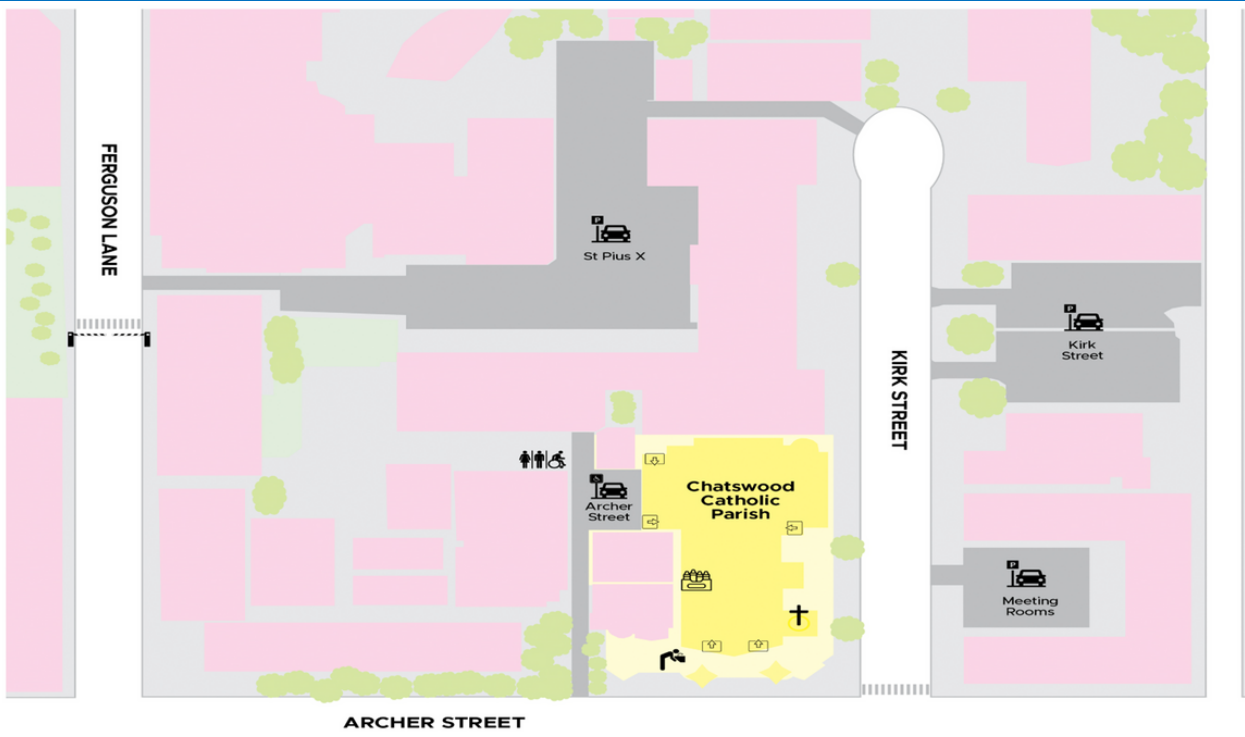 FERGUSON LANE
P
St Pius X
P
Kirk
Street
KIRK STREET
Archer
Street
Chatswood
Catholic
Parish
P
Meeting
Rooms
ARCHER STREET